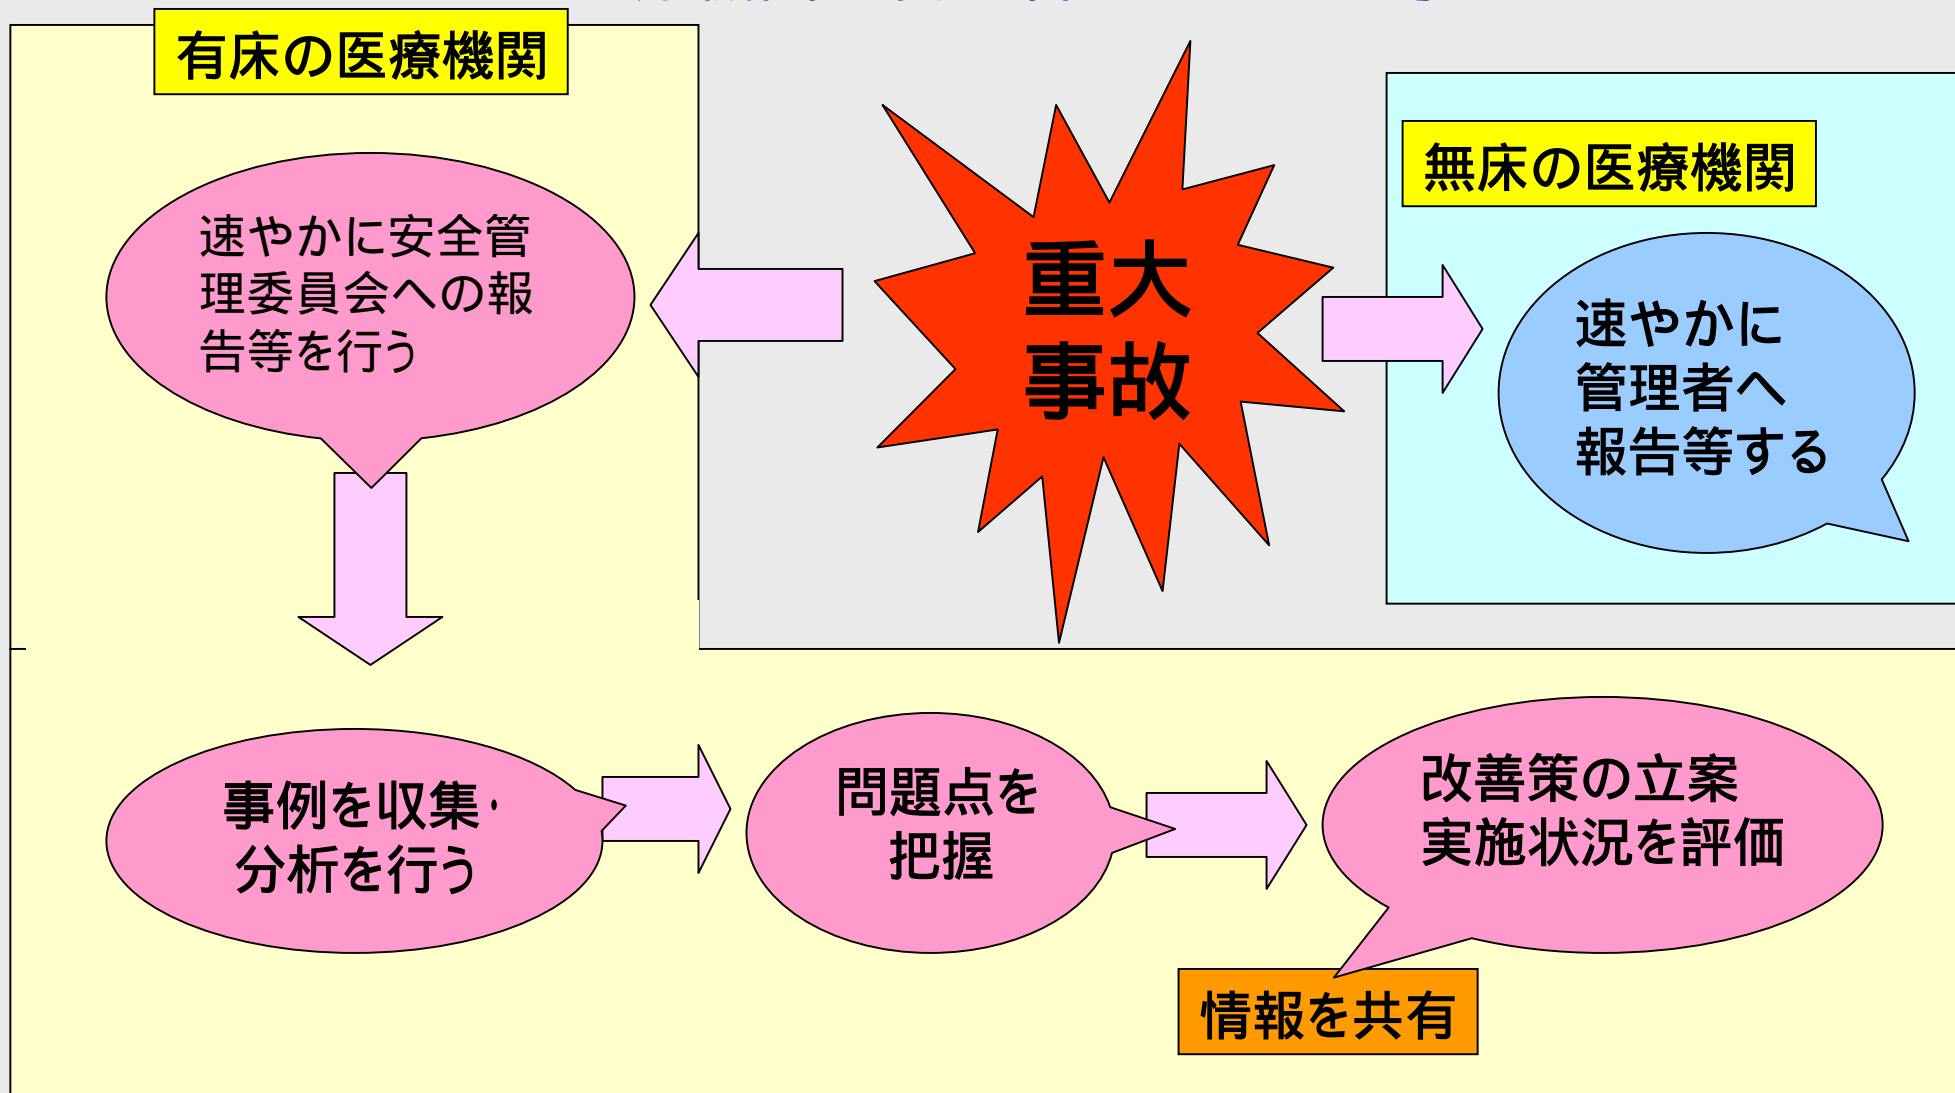 有床の医療機関
速やかに安全管
理委員会への報
告等を行う
重大
事故
無床の医療機関
速やかに
管理者へ
報告等する
事例を収集・
分析を行う
問題点を
把握
改善策の立案
実施状況を評価
情報を共有